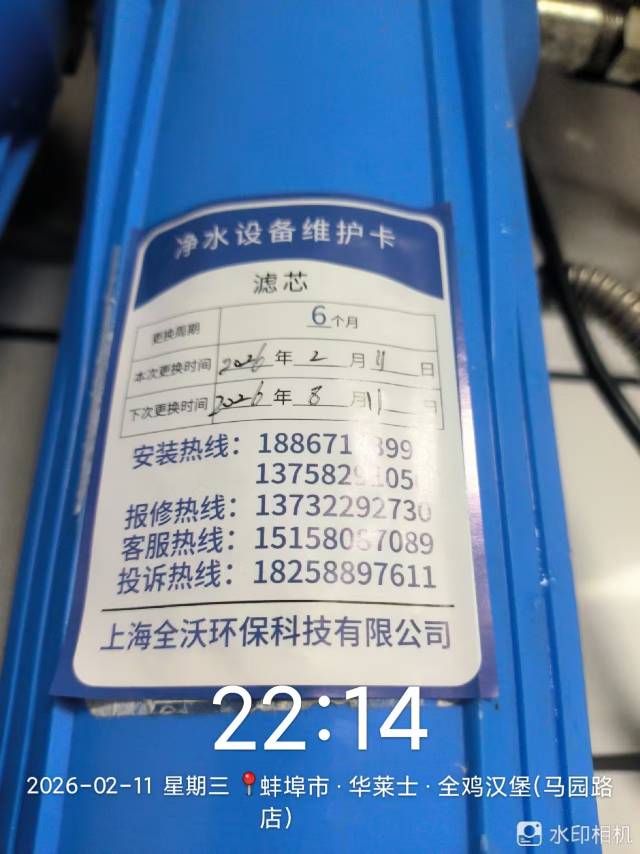 净水设备维护卡
滤芯
更换周期 6个月
本次更换时间 2026年 2 月 11 日
下次更换时间 2026年 8 月 11 日
安装热线：
报修热线：13732292730
客服热线：
投诉热线：18258897611
上海全沃环保科技有限公司
22:14
2026-02-11 星期三 蚌埠市·华莱士·全鸡汉堡(马园路
店)
水印相机